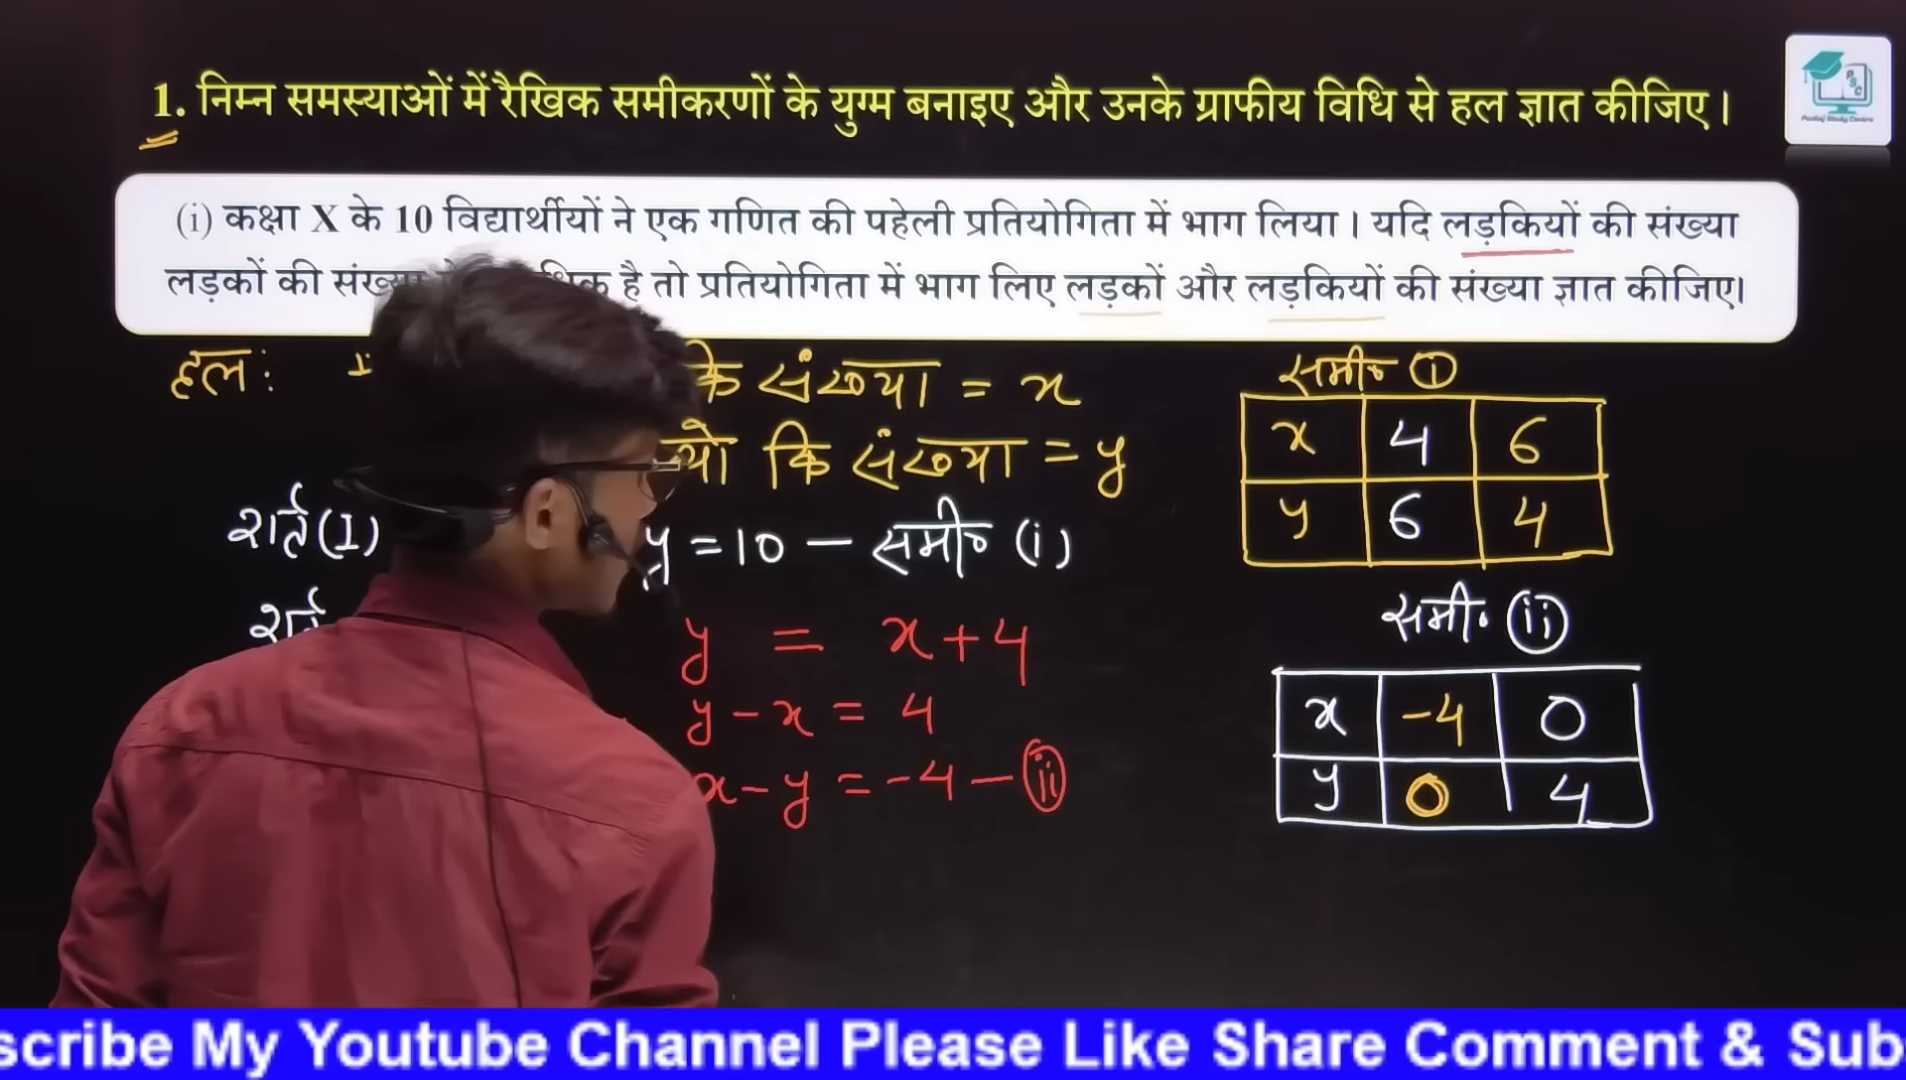 1. निम्न समस्याओं में रैखिक समीकरणों के युग्म बनाइए और उनके ग्राफीय विधि से हल ज्ञात कीजिए।
(i) कक्षा X के 10 विद्यार्थीयों ने एक गणित की पहेली प्रतियोगिता में भाग लिया। यदि लड़कियों की संख्या
लड़कों की संख्या है तो प्रतियोगिता में भाग लिए लड़कों और लड़कियों की संख्या ज्ञात कीजिए।
हल: कि संख्या = x
यो कि संख्या = y
शर्त (I) y = 10 — समी० (i)
शर्त y = x + 4
y - x = 4
x - y = -4 — (ii)
समी० (i)
x 4 6
y 6 4
समी० (ii)
x -4 0
y 0 4
scribe My Youtube Channel Please Like Share Comment & Sub